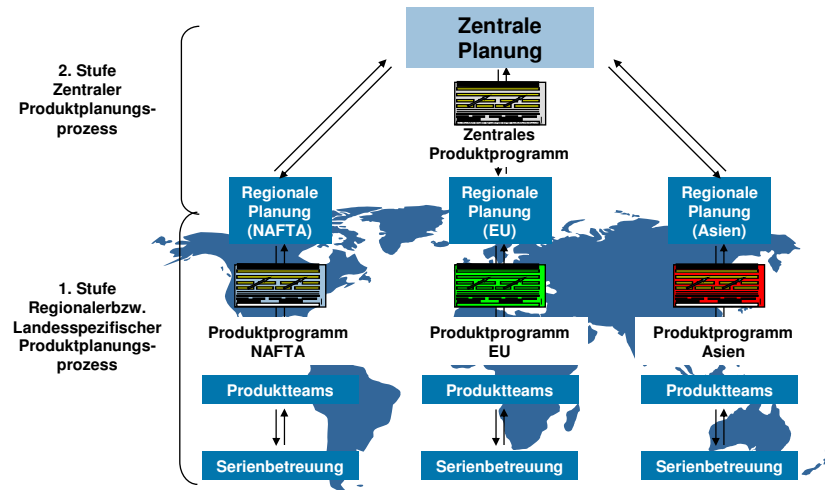 Zentrale
Planung
2. Stufe
Zentraler
Produktplanungs-
prozess
Zentrales
Produktprogramm
Regionale
Planung
(NAFTA)
Regionale
Planung
(EU)
Regionale
Planung
(Asien)
1. Stufe
Regionalerbzw.
Landesspezifischer
Produktplanungs-
prozess
Produktprogramm
NAFTA
Produktprogramm
EU
Produktprogramm
Asien
Produktteams
Produktteams
Produktteams
Serienbetreuung
Serienbetreuung
Serienbetreuung